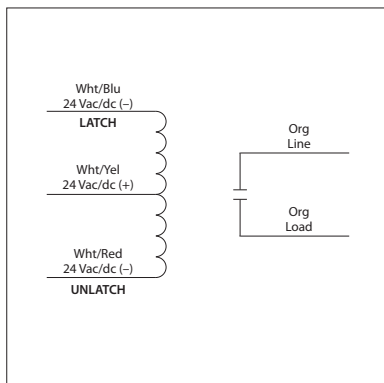 Wht/Blu
24 Vac/dc (–)
LATCH
Wht/Yel
24 Vac/dc (+)
Wht/Red
24 Vac/dc (–)
UNLATCH
Org
Line
Org
Load